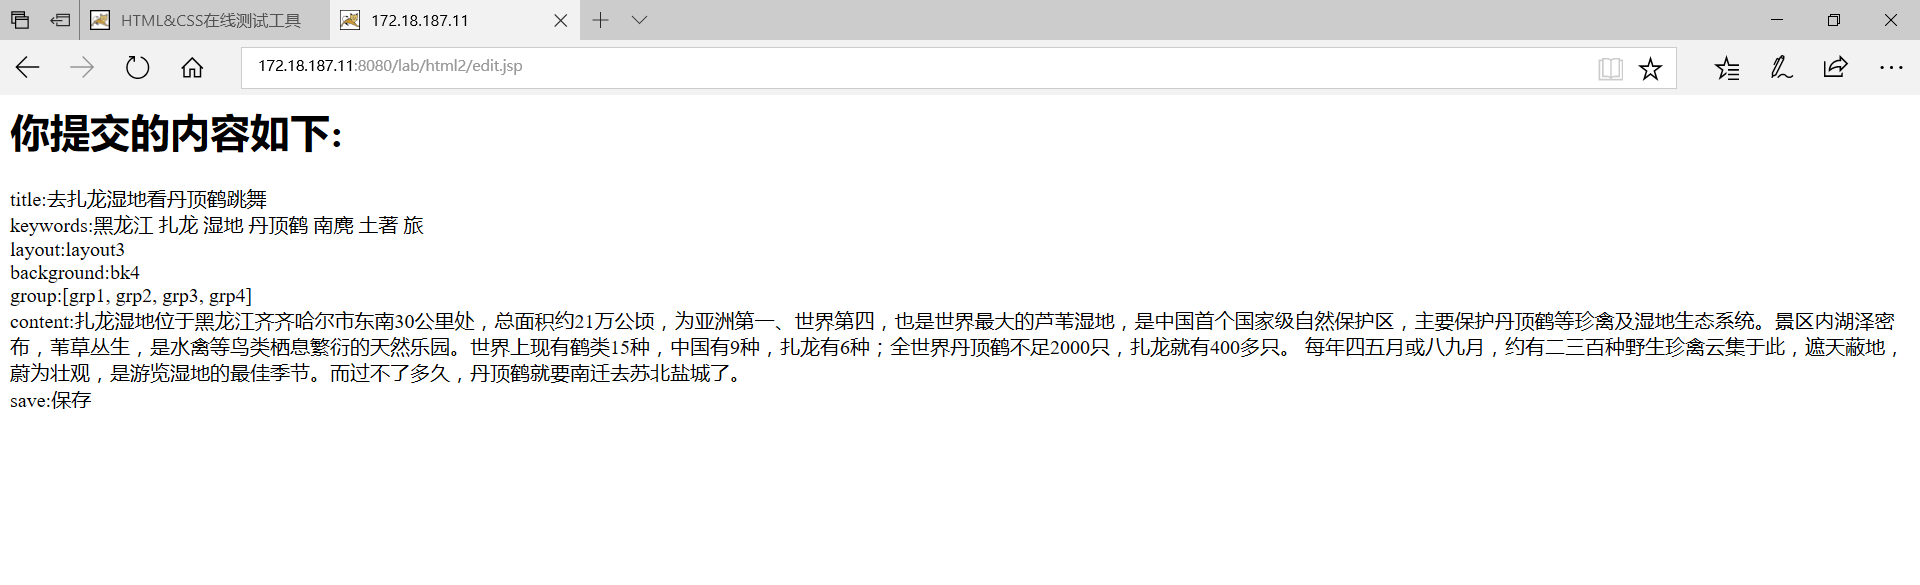 HTML&CSS在线测试工具
172.18.187.11
172.18.187.11:8080/lab/html2/edit.jsp
你提交的内容如下:
title:去扎龙湿地看丹顶鹤跳舞
keywords:黑龙江 扎龙 湿地 丹顶鹤 南麂 土著 旅
layout:layout3
background:bk4
group:[grp1, grp2, grp3, grp4]
content:扎龙湿地位于黑龙江齐齐哈尔市东南30公里处，总面积约21万公顷，为亚洲第一、世界第四，也是世界最大的芦苇湿地，是中国首个国家级自然保护区，主要保护丹顶鹤等珍禽及湿地生态系统。景区内湖泽密
布，苇草丛生，是水禽等鸟类栖息繁衍的天然乐园。世界上现有鹤类15种，中国有9种，扎龙有6种；全世界丹顶鹤不足2000只，扎龙就有400多只。 每年四五月或八九月，约有二三百种野生珍禽云集于此，遮天蔽地，
蔚为壮观，是游览湿地的最佳季节。而过不了多久，丹顶鹤就要南迁去苏北盐城了。
save:保存